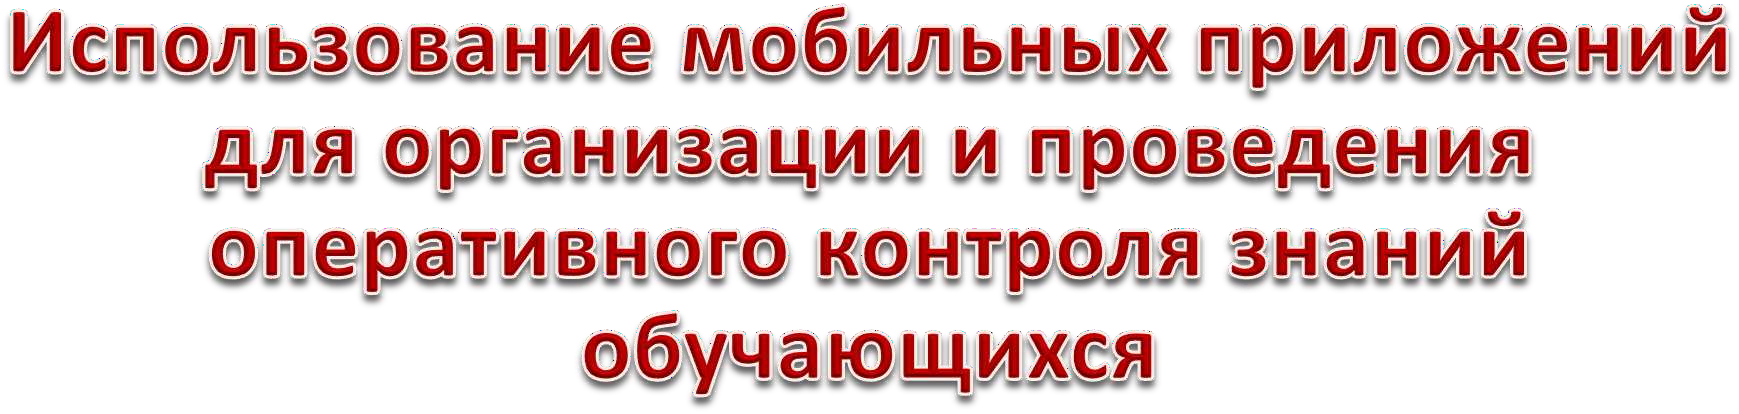 Использование мобильных приложений
для организации и проведения
оперативного контроля знаний
обучающихся